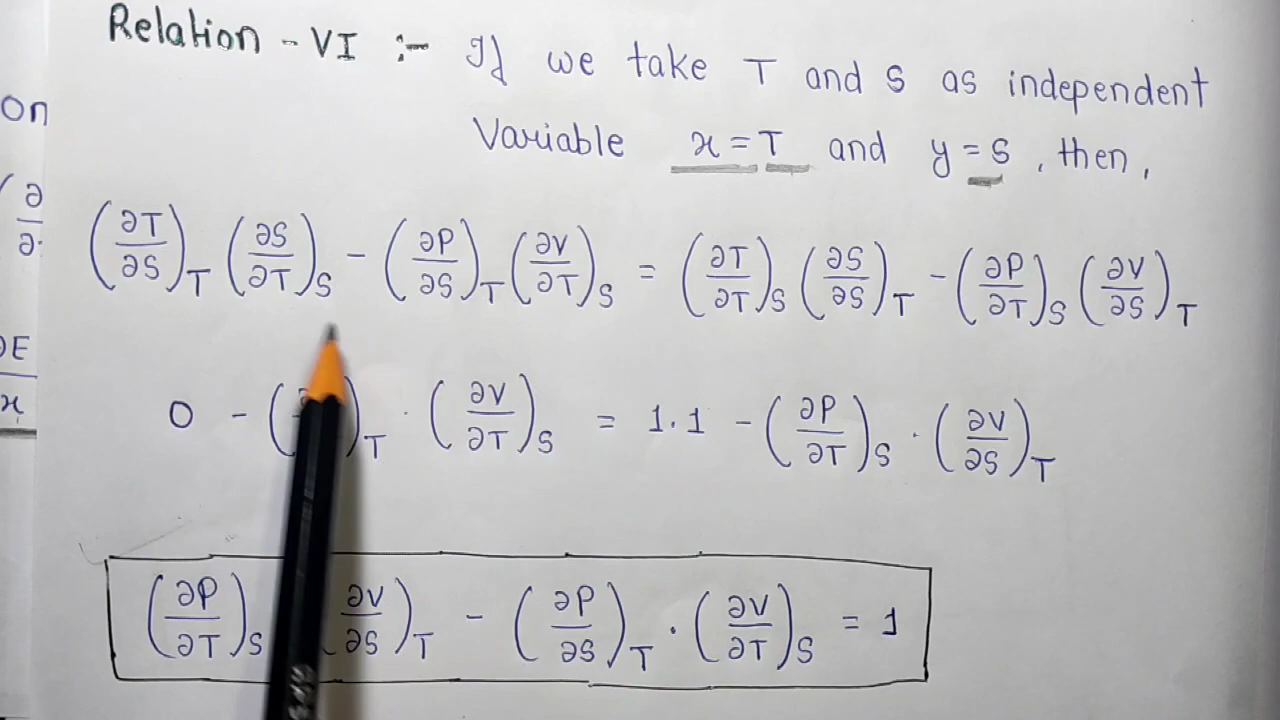 Relation - VI :- If we take T and S as independent
Variable x = T and y = S , then ,
on
(∂T/∂S)_T (∂S/∂T)_S - (∂P/∂S)_T (∂V/∂T)_S = (∂T/∂T)_S (∂S/∂S)_T - (∂P/∂T)_S (∂V/∂S)_T
0 - ( )_T · (∂V/∂T)_S = 1.1 - (∂P/∂T)_S · (∂V/∂S)_T
(∂P/∂T)_S ∂V/∂S)_T - (∂P/∂S)_T · (∂V/∂T)_S = 1